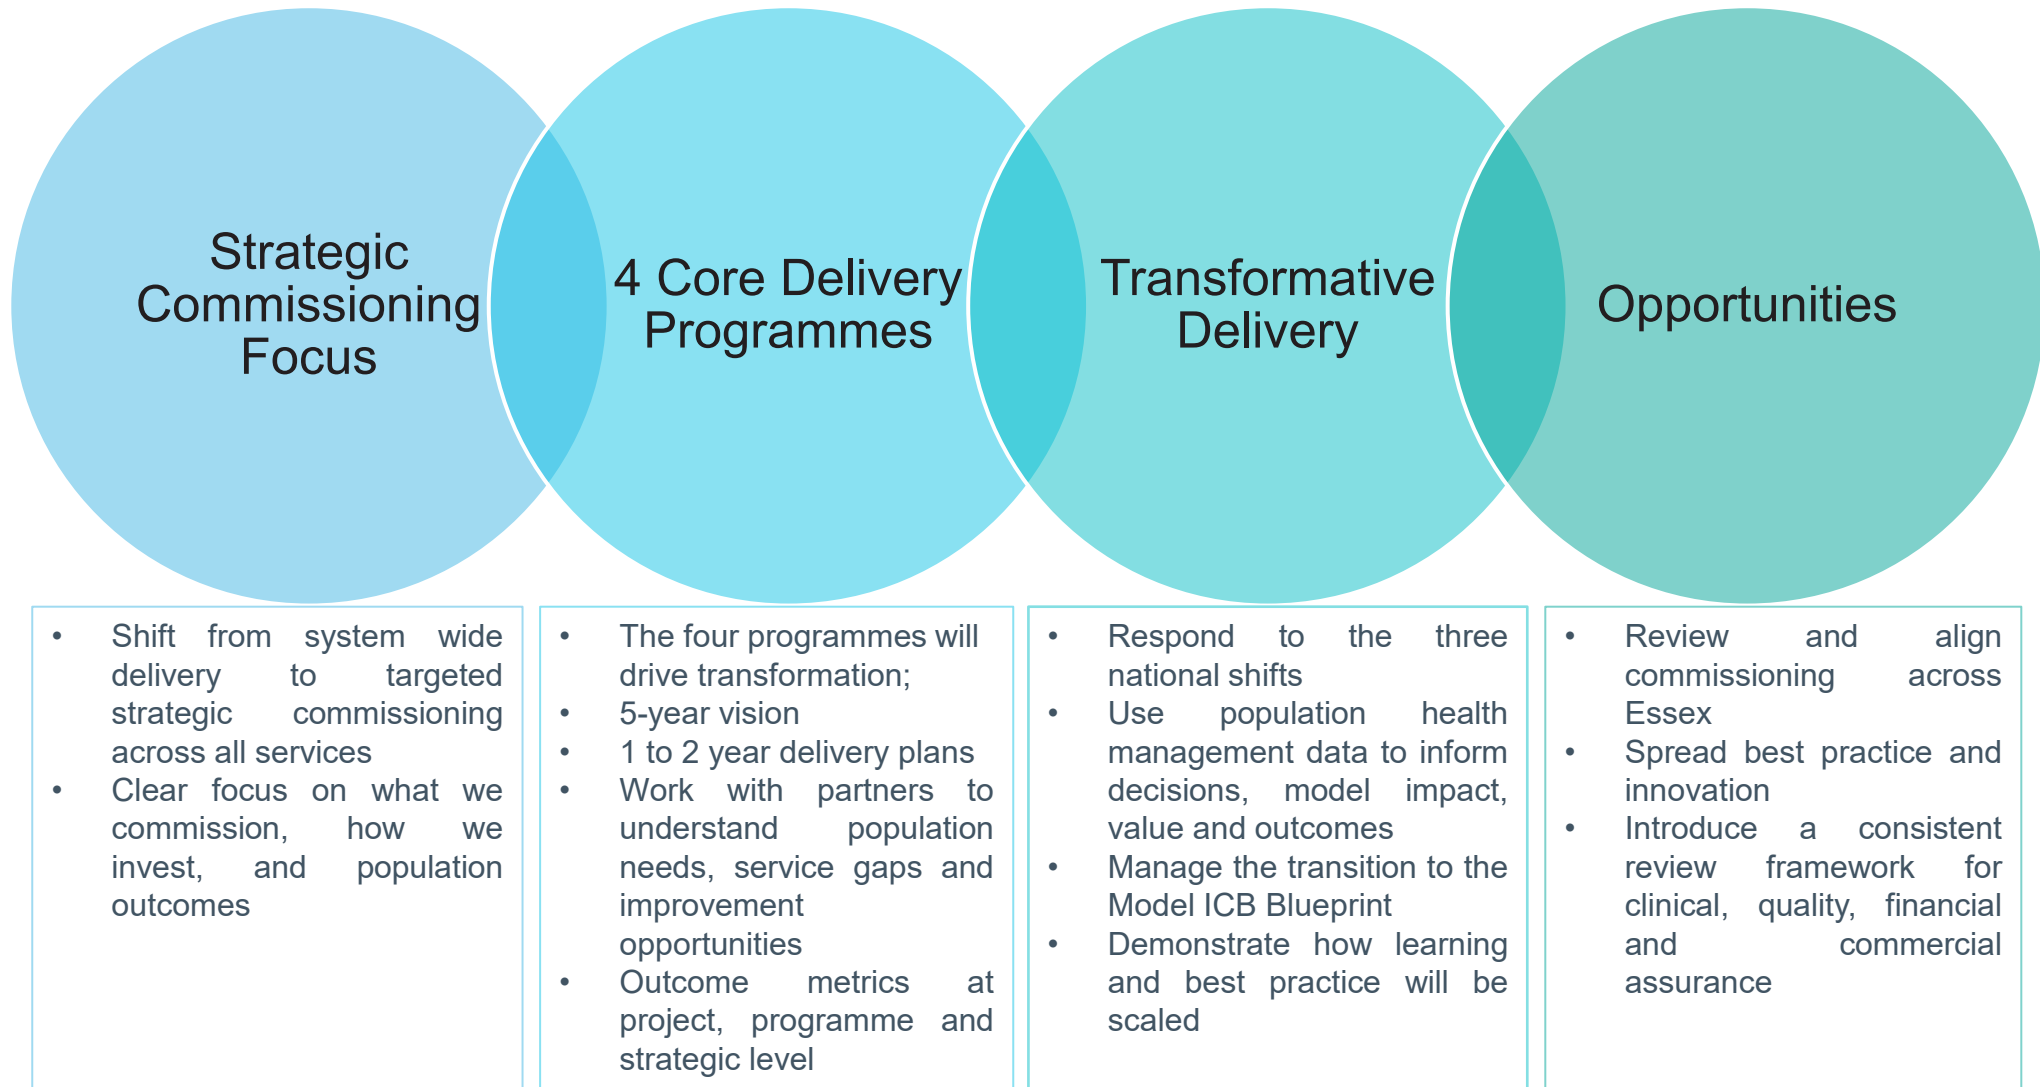 Strategic
Commissioning
Focus
4 Core Delivery
Programmes
Transformative
Delivery
Opportunities
• Shift from system wide
delivery to targeted
strategic commissioning
across all services
• Clear focus on what we
commission, how we
invest, and population
outcomes
• The four programmes will
drive transformation;
• 5-year vision
• 1 to 2 year delivery plans
• Work with partners to
understand population
needs, service gaps and
improvement
opportunities
• Outcome metrics at
project, programme and
strategic level
• Respond to the three
national shifts
• Use population health
management data to inform
decisions, model impact,
value and outcomes
• Manage the transition to the
Model ICB Blueprint
• Demonstrate how learning
and best practice will be
scaled
• Review and align
commissioning across
Essex
• Spread best practice and
innovation
• Introduce a consistent
review framework for
clinical, quality, financial
and commercial
assurance